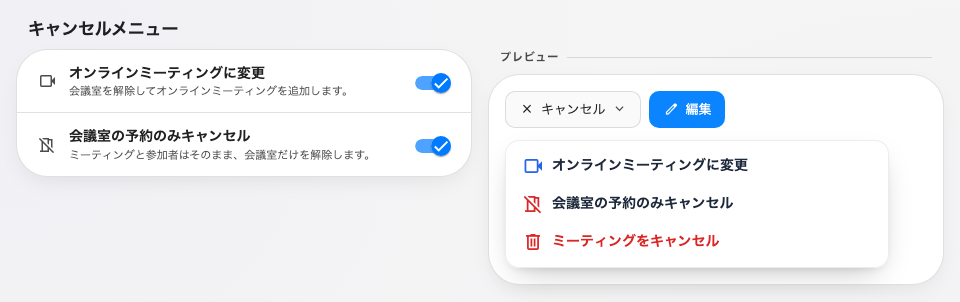 キャンセルメニュー
オンラインミーティングに変更
会議室を解除してオンラインミーティングを追加します。
会議室の予約のみキャンセル
ミーティングと参加者はそのまま、会議室だけを解除します。
プレビュー
キャンセル
編集
オンラインミーティングに変更
会議室の予約のみキャンセル
ミーティングをキャンセル